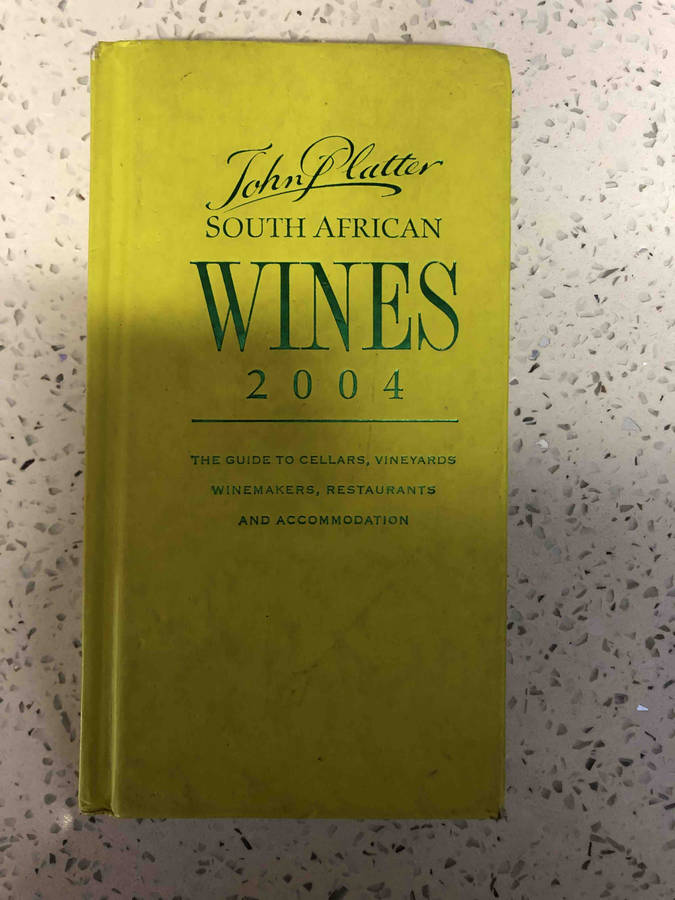 John Platter
SOUTH AFRICAN
WINES
2004
THE GUIDE TO CELLARS, VINEYARDS
WINEMAKERS, RESTAURANTS
AND ACCOMMODATION